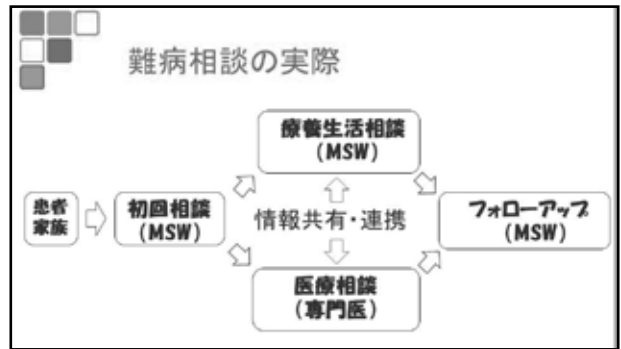 難病相談の実際
療養生活相談
(MSW)
患者
家族
初回相談
(MSW)
情報共有・連携
フォローアップ
(MSW)
医療相談
(専門医)